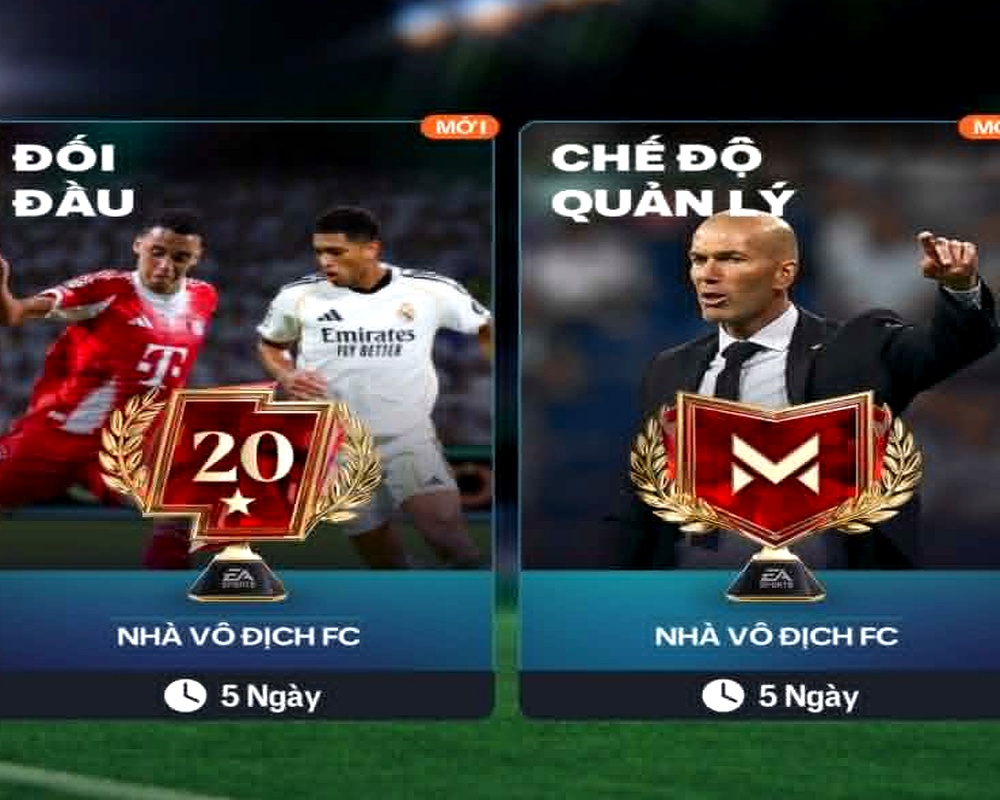 MỚI
ĐỐI
ĐẦU
Emirates
FLY BETTER
T
20
EA
SPORTS
NHÀ VÔ ĐỊCH FC
5 Ngày
CHẾ ĐỘ
QUẢN LÝ
EA
SPORTS
NHÀ VÔ ĐỊCH FC
5 Ngày